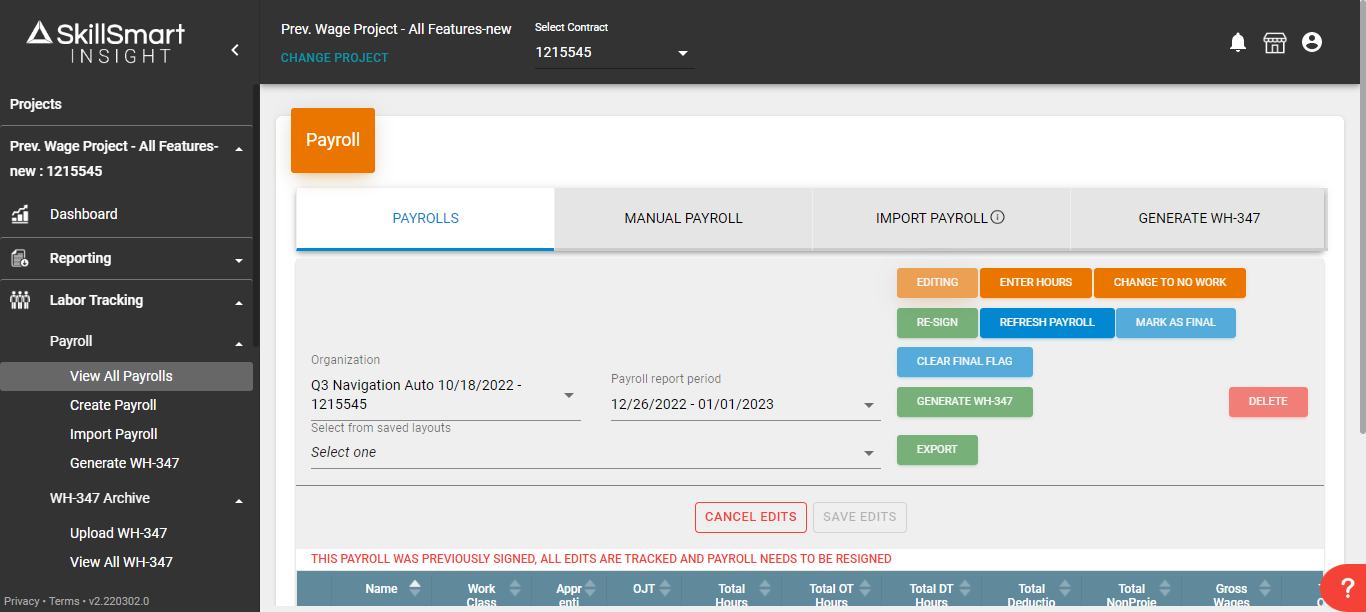 SkillSmart
INSIGHT
Prev. Wage Project - All Features-new
CHANGE PROJECT
Select Contract
1215545
Projects
Prev. Wage Project - All Features-
new : 1215545
Dashboard
Reporting
Labor Tracking
Payroll
View All Payrolls
Create Payroll
Import Payroll
Generate WH-347
WH-347 Archive
Upload WH-347
View All WH-347
Privacy • Terms • v2.220302.0
Payroll
PAYROLLS
MANUAL PAYROLL
IMPORT PAYROLL
GENERATE WH-347
EDITING
ENTER HOURS
CHANGE TO NO WORK
RE-SIGN
REFRESH PAYROLL
MARK AS FINAL
CLEAR FINAL FLAG
GENERATE WH-347
DELETE
EXPORT
Organization
Q3 Navigation Auto 10/18/2022 -
1215545
Payroll report period
12/26/2022 - 01/01/2023
Select from saved layouts
Select one
CANCEL EDITS
SAVE EDITS
THIS PAYROLL WAS PREVIOUSLY SIGNED, ALL EDITS ARE TRACKED AND PAYROLL NEEDS TO BE RESIGNED
Name
Work
Class
Appr
enti
OJT
Total
Hours
Total OT
Hours
Total DT
Hours
Total
Deductio
Total
NonProje
Gross
Wages
?